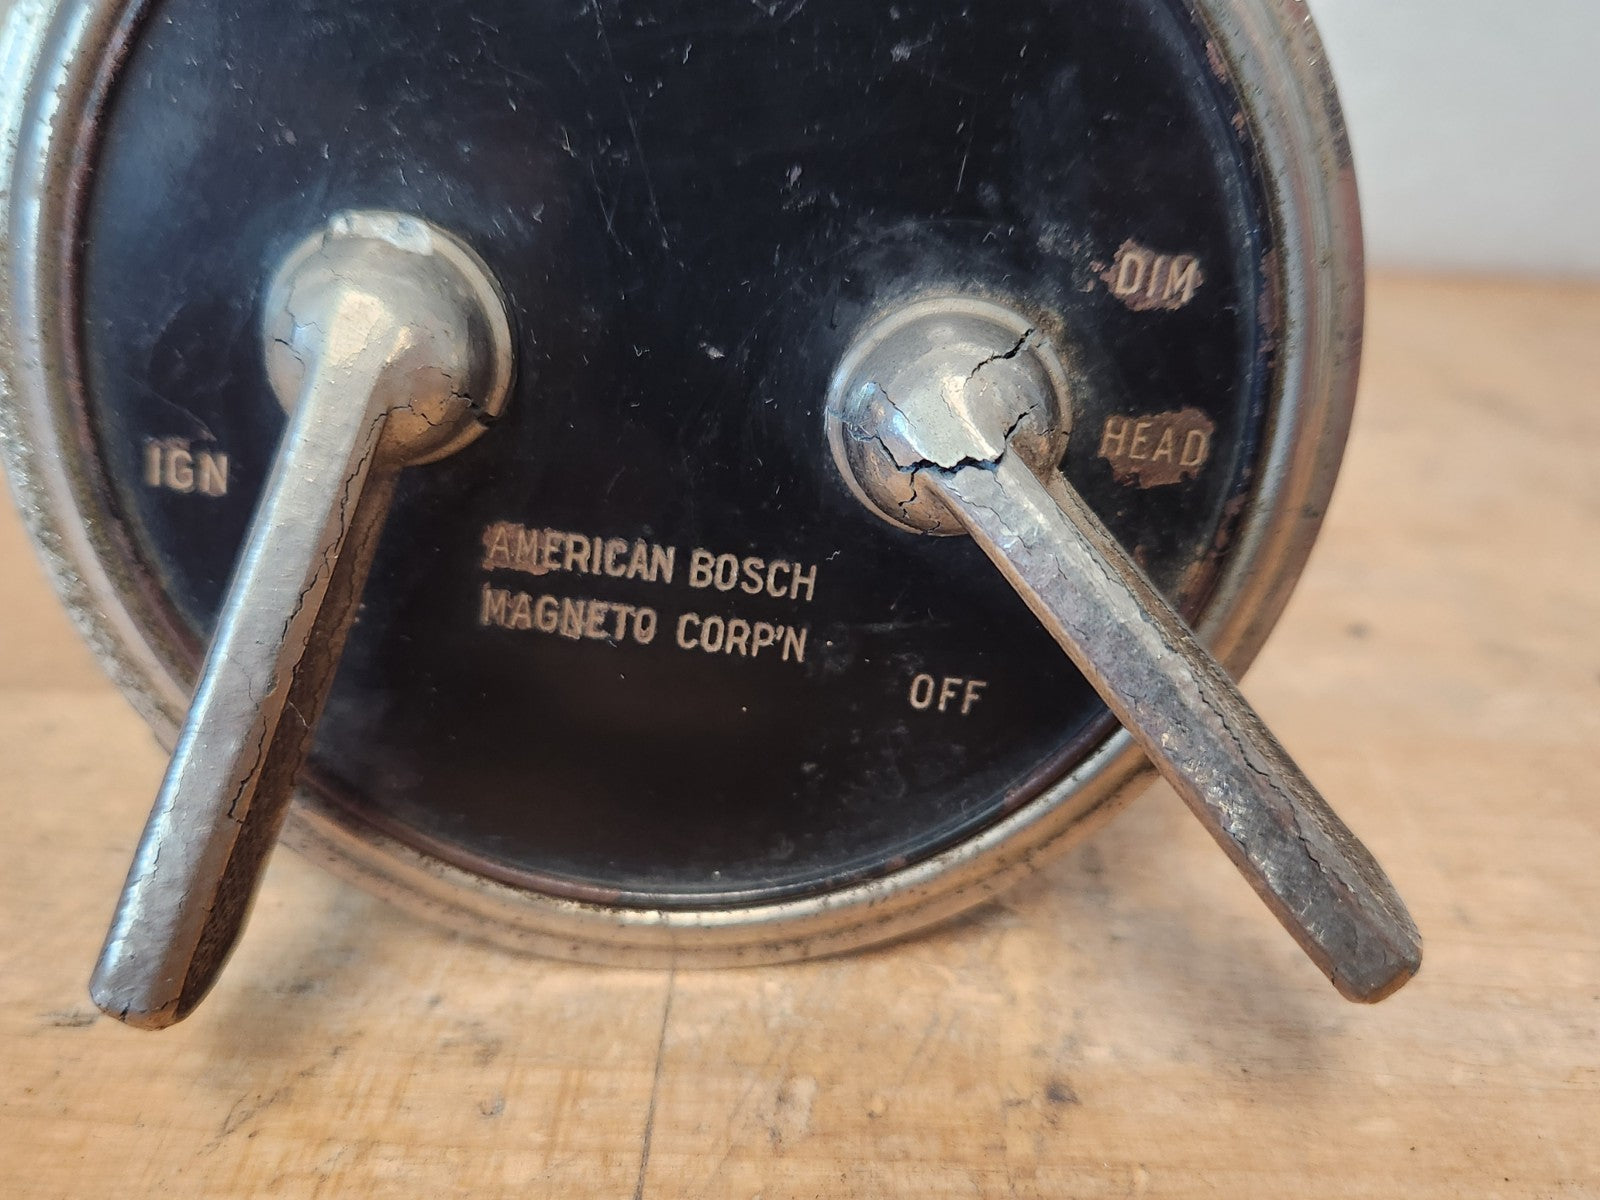 DIM
HEAD
IGN
AMERICAN BOSCH
MAGNETO CORP'N
OFF